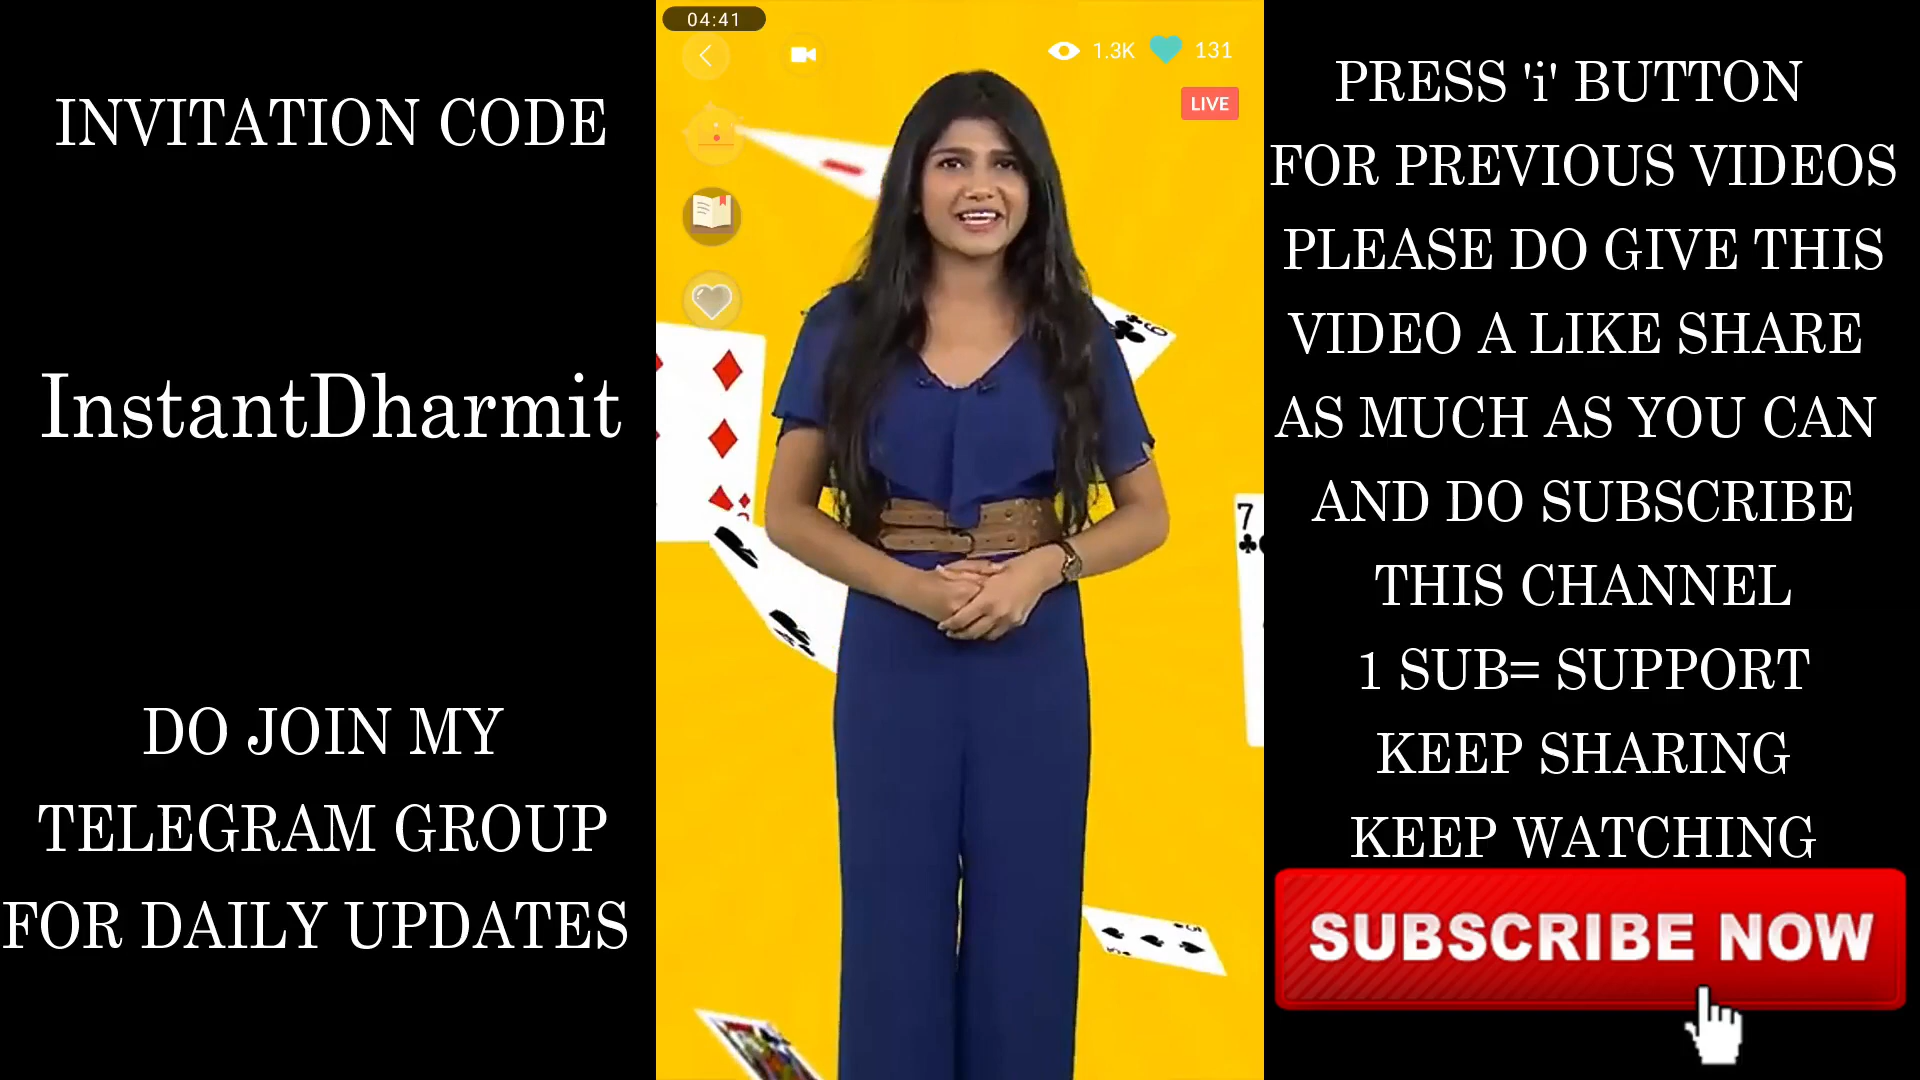 INVITATION CODE
InstantDharmit
DO JOIN MY
TELEGRAM GROUP
FOR DAILY UPDATES
04:41
1.3K 131
LIVE
6
7
PRESS 'i' BUTTON
FOR PREVIOUS VIDEOS
PLEASE DO GIVE THIS
VIDEO A LIKE SHARE
AS MUCH AS YOU CAN
AND DO SUBSCRIBE
THIS CHANNEL
1 SUB= SUPPORT
KEEP SHARING
KEEP WATCHING
SUBSCRIBE NOW